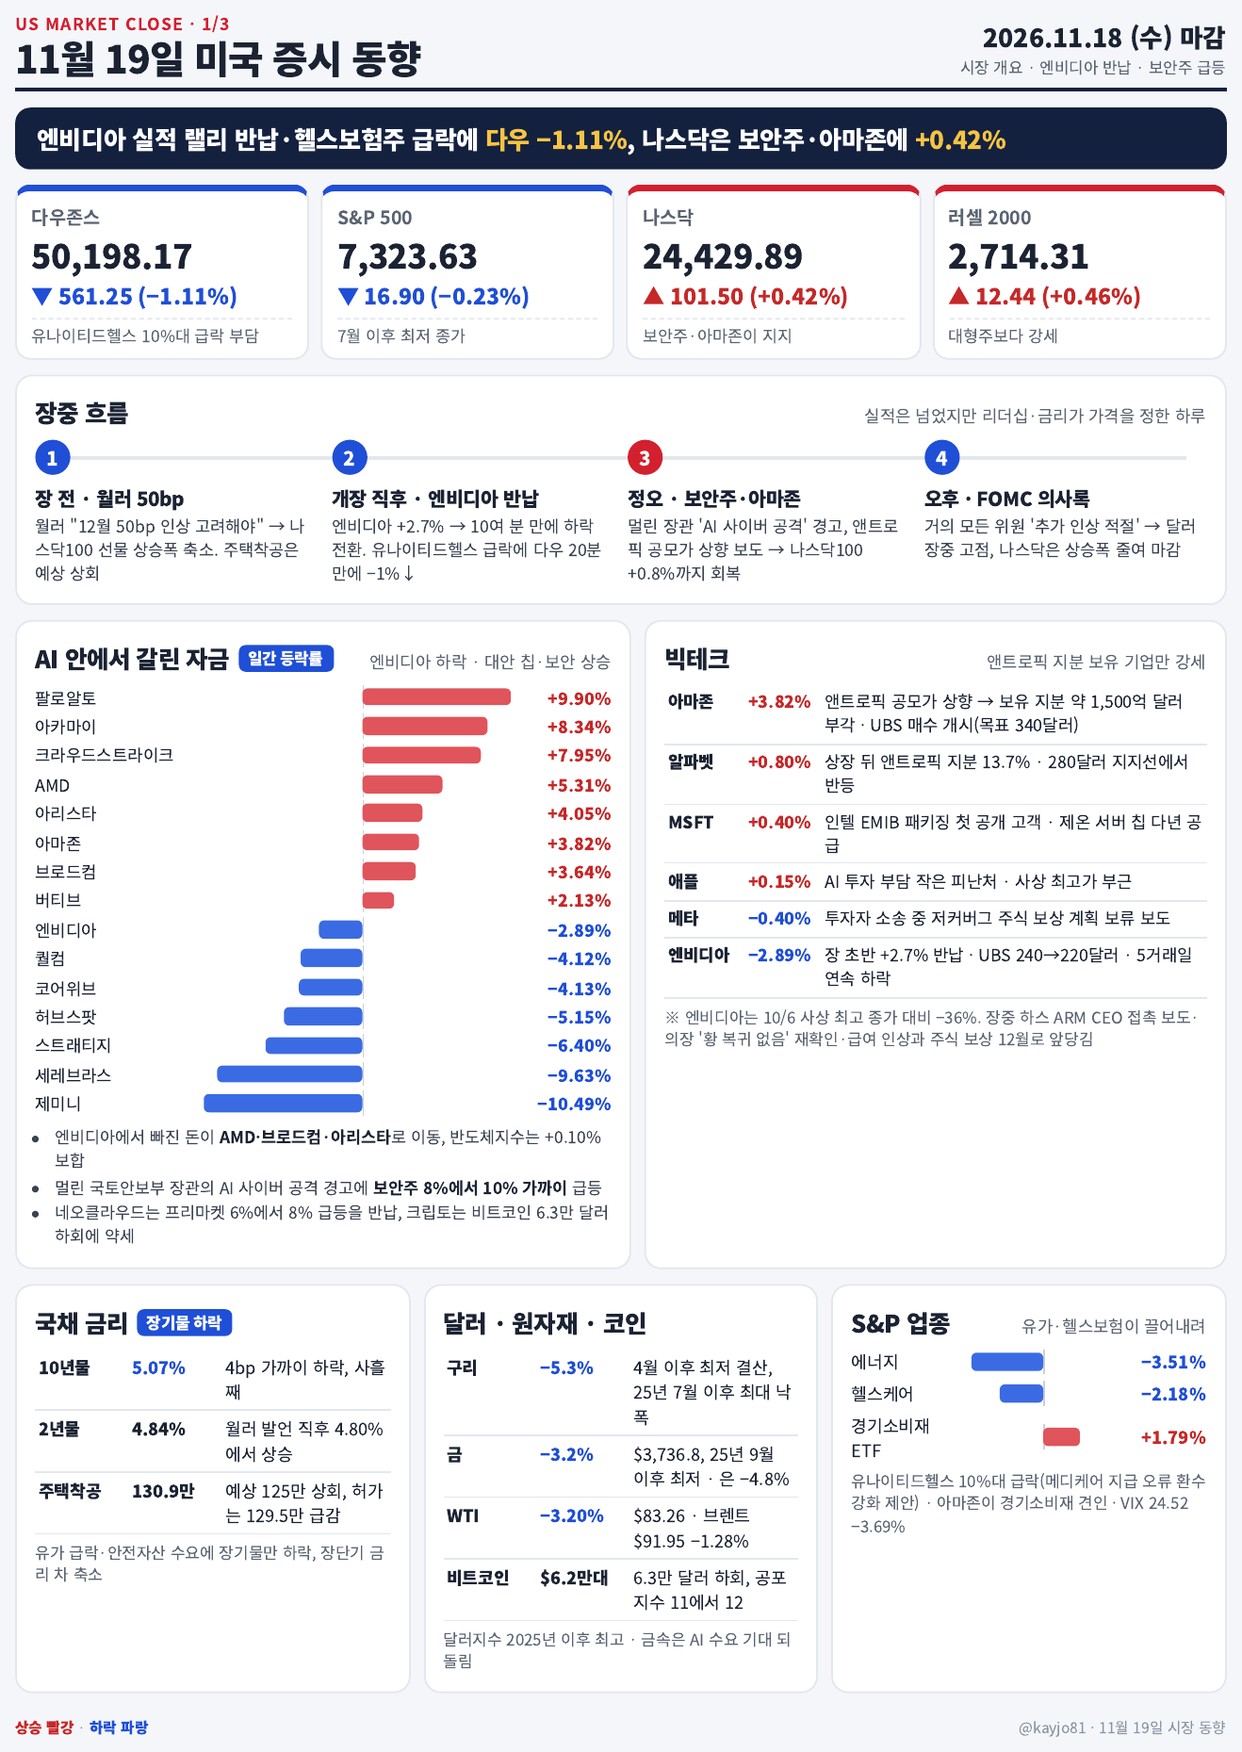 US MARKET CLOSE · 1/3
11월 19일 미국 증시 동향
2026.11.18 (수) 마감
시장 개요 · 엔비디아 반납 · 보안주 급등
엔비디아 실적 랠리 반납·헬스보험주 급락에 다우 −1.11%, 나스닥은 보안주·아마존에 +0.42%
다우존스
50,198.17
▼ 561.25 (−1.11%)
유나이티드헬스 10%대 급락 부담
S&P 500
7,323.63
▼ 16.90 (−0.23%)
7월 이후 최저 종가
나스닥
24,429.89
▲ 101.50 (+0.42%)
보안주·아마존이 지지
러셀 2000
2,714.31
▲ 12.44 (+0.46%)
대형주보다 강세
장중 흐름
실적은 넘었지만 리더십·금리가 가격을 정한 하루
1
장 전 · 월러 50bp
월러 "12월 50bp 인상 고려해야" → 나
스닥100 선물 상승폭 축소. 주택착공은
예상 상회
2
개장 직후 · 엔비디아 반납
엔비디아 +2.7% → 10여 분 만에 하락
전환. 유나이티드헬스 급락에 다우 20분
만에 −1%↓
3
정오 · 보안주·아마존
멀린 장관 'AI 사이버 공격' 경고, 앤트로
픽 공모가 상향 보도 → 나스닥100
+0.8%까지 회복
4
오후 · FOMC 의사록
거의 모든 위원 '추가 인상 적절' → 달러
장중 고점, 나스닥은 상승폭 줄여 마감
AI 안에서 갈린 자금 일간 등락률
엔비디아 하락 · 대안 칩·보안 상승
팔로알토 +9.90%
아카마이 +8.34%
크라우드스트라이크 +7.95%
AMD +5.31%
아리스타 +4.05%
아마존 +3.82%
브로드컴 +3.64%
버티브 +2.13%
엔비디아 −2.89%
퀄컴 −4.12%
코어위브 −4.13%
허브스팟 −5.15%
스트래티지 −6.40%
세레브라스 −9.63%
제미니 −10.49%
• 엔비디아에서 빠진 돈이 AMD·브로드컴·아리스타로 이동, 반도체지수는 +0.10%
보합
• 멀린 국토안보부 장관의 AI 사이버 공격 경고에 보안주 8%에서 10% 가까이 급등
• 네오클라우드는 프리마켓 6%에서 8% 급등을 반납, 크립토는 비트코인 6.3만 달러
하회에 약세
빅테크
앤트로픽 지분 보유 기업만 강세
아마존 +3.82% 앤트로픽 공모가 상향 → 보유 지분 약 1,500억 달러
부각 · UBS 매수 개시(목표 340달러)
알파벳 +0.80% 상장 뒤 앤트로픽 지분 13.7% · 280달러 지지선에서
반등
MSFT +0.40% 인텔 EMIB 패키징 첫 공개 고객 · 제온 서버 칩 다년 공
급
애플 +0.15% AI 투자 부담 작은 피난처 · 사상 최고가 부근
메타 −0.40% 투자자 소송 중 저커버그 주식 보상 계획 보류 보도
엔비디아 −2.89% 장 초반 +2.7% 반납 · UBS 240→220달러 · 5거래일
연속 하락
※ 엔비디아는 10/6 사상 최고 종가 대비 −36%. 장중 하스 ARM CEO 접촉 보도·
의장 '황 복귀 없음' 재확인·급여 인상과 주식 보상 12월로 앞당김
국채 금리 장기물 하락
10년물 5.07% 4bp 가까이 하락, 사흘
째
2년물 4.84% 월러 발언 직후 4.80%
에서 상승
주택착공 130.9만 예상 125만 상회, 허가
는 129.5만 급감
유가 급락·안전자산 수요에 장기물만 하락, 장단기 금
리 차 축소
달러 · 원자재 · 코인
구리 −5.3% 4월 이후 최저 결산,
25년 7월 이후 최대 낙
폭
금 −3.2% $3,736.8, 25년 9월
이후 최저 · 은 −4.8%
WTI −3.20% $83.26 · 브렌트
$91.95 −1.28%
비트코인 $6.2만대 6.3만 달러 하회, 공포
지수 11에서 12
달러지수 2025년 이후 최고 · 금속은 AI 수요 기대 되
돌림
S&P 업종
유가·헬스보험이 끌어내려
에너지 −3.51%
헬스케어 −2.18%
경기소비재
ETF +1.79%
유나이티드헬스 10%대 급락(메디케어 지급 오류 환수
강화 제안) · 아마존이 경기소비재 견인 · VIX 24.52
−3.69%
상승 빨강 · 하락 파랑
@kayjo81 · 11월 19일 시장 동향